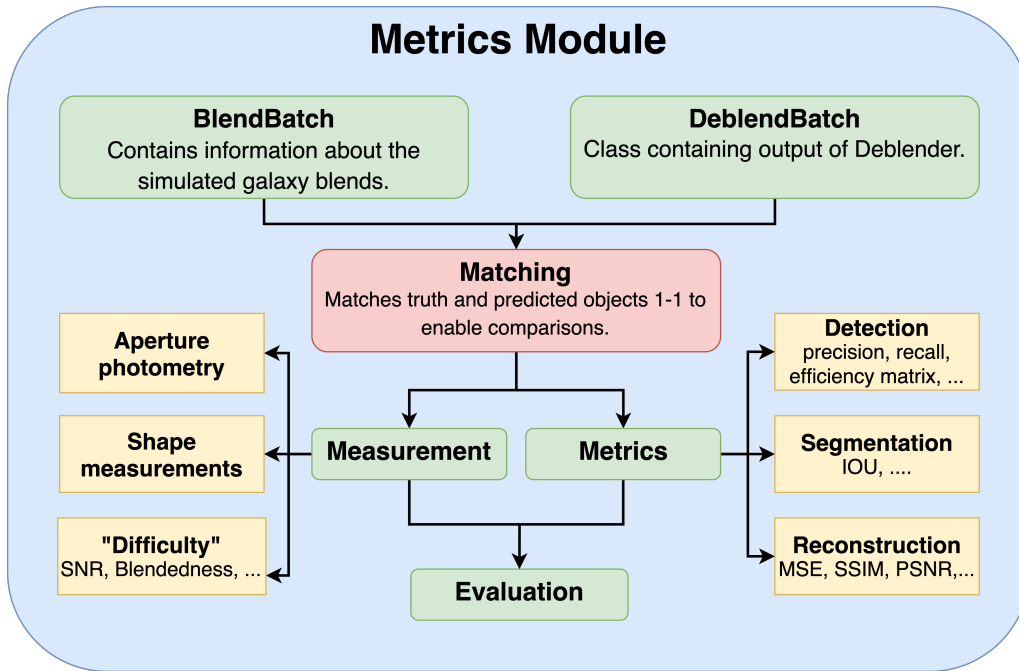 Metrics Module
BlendBatch
Contains information about the
simulated galaxy blends.
DeblendBatch
Class containing output of Deblender.
Matching
Matches truth and predicted objects 1-1 to
enable comparisons.
Aperture
photometry
Shape
measurements
"Difficulty"
SNR, Blendedness, ...
Measurement
Metrics
Detection
precision, recall,
efficiency matrix, ...
Segmentation
IOU, ....
Reconstruction
MSE, SSIM, PSNR,...
Evaluation